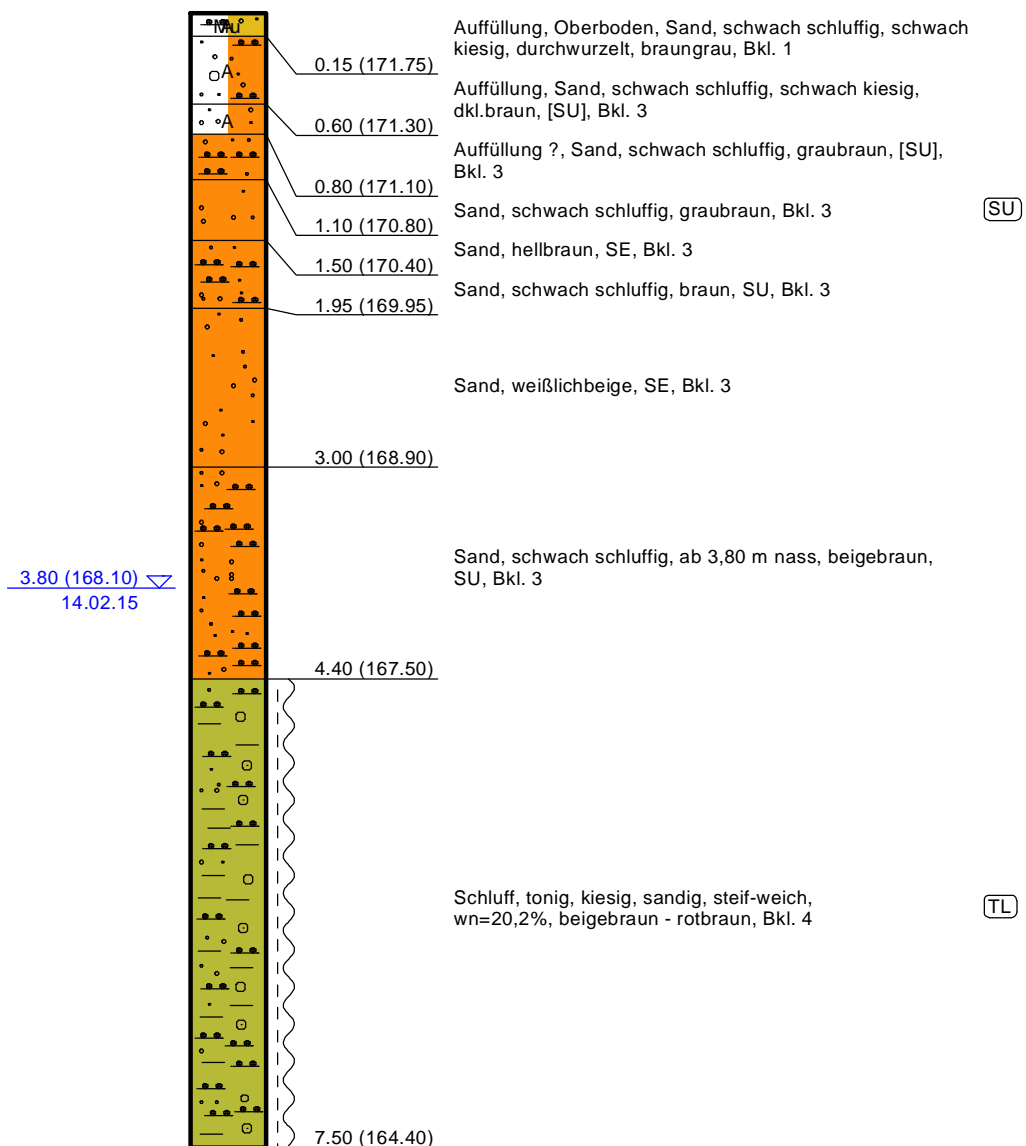 Mu
Auffüllung, Oberboden, Sand, schwach schluffig, schwach
kiesig, durchwurzelt, braungrau, Bkl. 1
0.15 (171.75)
A
Auffüllung, Sand, schwach schluffig, schwach kiesig,
dkl.braun, [SU], Bkl. 3
0.60 (171.30)
A
Auffüllung ?, Sand, schwach schluffig, graubraun, [SU],
Bkl. 3
0.80 (171.10)
Sand, schwach schluffig, graubraun, Bkl. 3
SU
1.10 (170.80)
Sand, hellbraun, SE, Bkl. 3
1.50 (170.40)
Sand, schwach schluffig, braun, SU, Bkl. 3
1.95 (169.95)
Sand, weißlichbeige, SE, Bkl. 3
3.00 (168.90)
Sand, schwach schluffig, ab 3,80 m nass, beigebraun,
SU, Bkl. 3
3.80 (168.10)
14.02.15
4.40 (167.50)
Schluff, tonig, kiesig, sandig, steif-weich,
wn=20,2%, beigebraun - rotbraun, Bkl. 4
TL
7.50 (164.40)